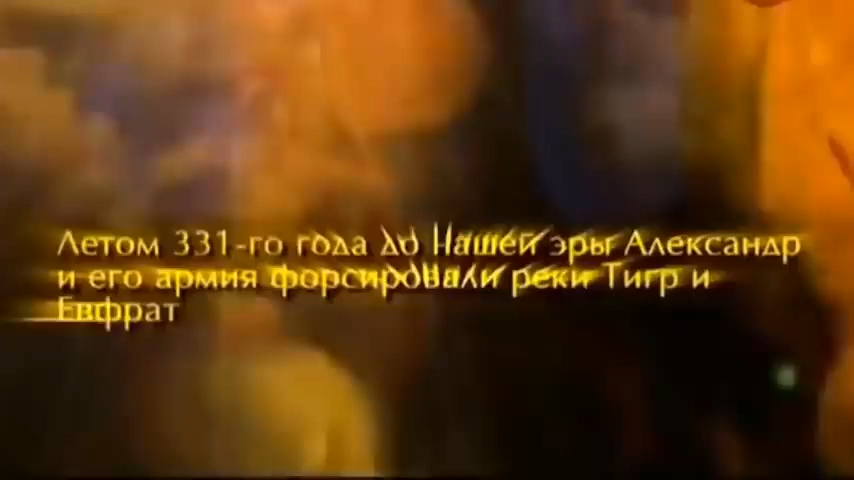 Летом 331-го года до Нашей эры Александр
и его армия форсировали реки Тигр и
Евфрат